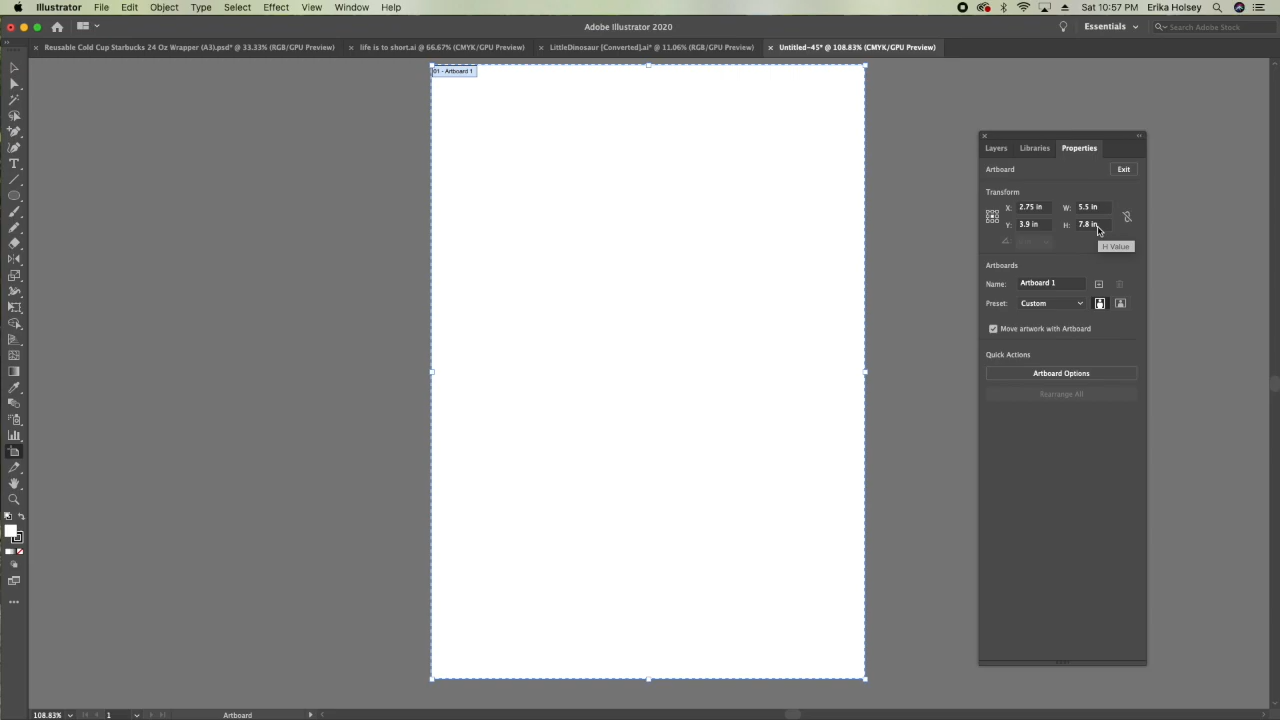 Illustrator File Edit Object Type Select Effect View Window Help
Sat 10:51:57 PM Elise Romero
Adobe Illustrator 2020
Essentials
Search Adobe Stock
Reusable Cold Cup Starbucks 24 Oz Wrapper (A3).psd* @ 33.33% (RGB/GPU Preview)
life is to short.ai @ 66.67% (CMYK/GPU Preview)
LittleDinosaur [Converted].ai* @ 11.06% (RGB/GPU Preview)
Untitled-45* @ 108.83% (CMYK/GPU Preview)
01 - Artboard 1
Layers Libraries Properties
Artboard
Exit
Transform
X: 2.75 in W: 5.5 in
Y: 3.9 in H: 7.8 in
H Value
Artboards
Name: Artboard 1
Preset: Custom
Move artwork with Artboard
Quick Actions
Artboard Options
Rearrange All
108.83% 1 Artboard